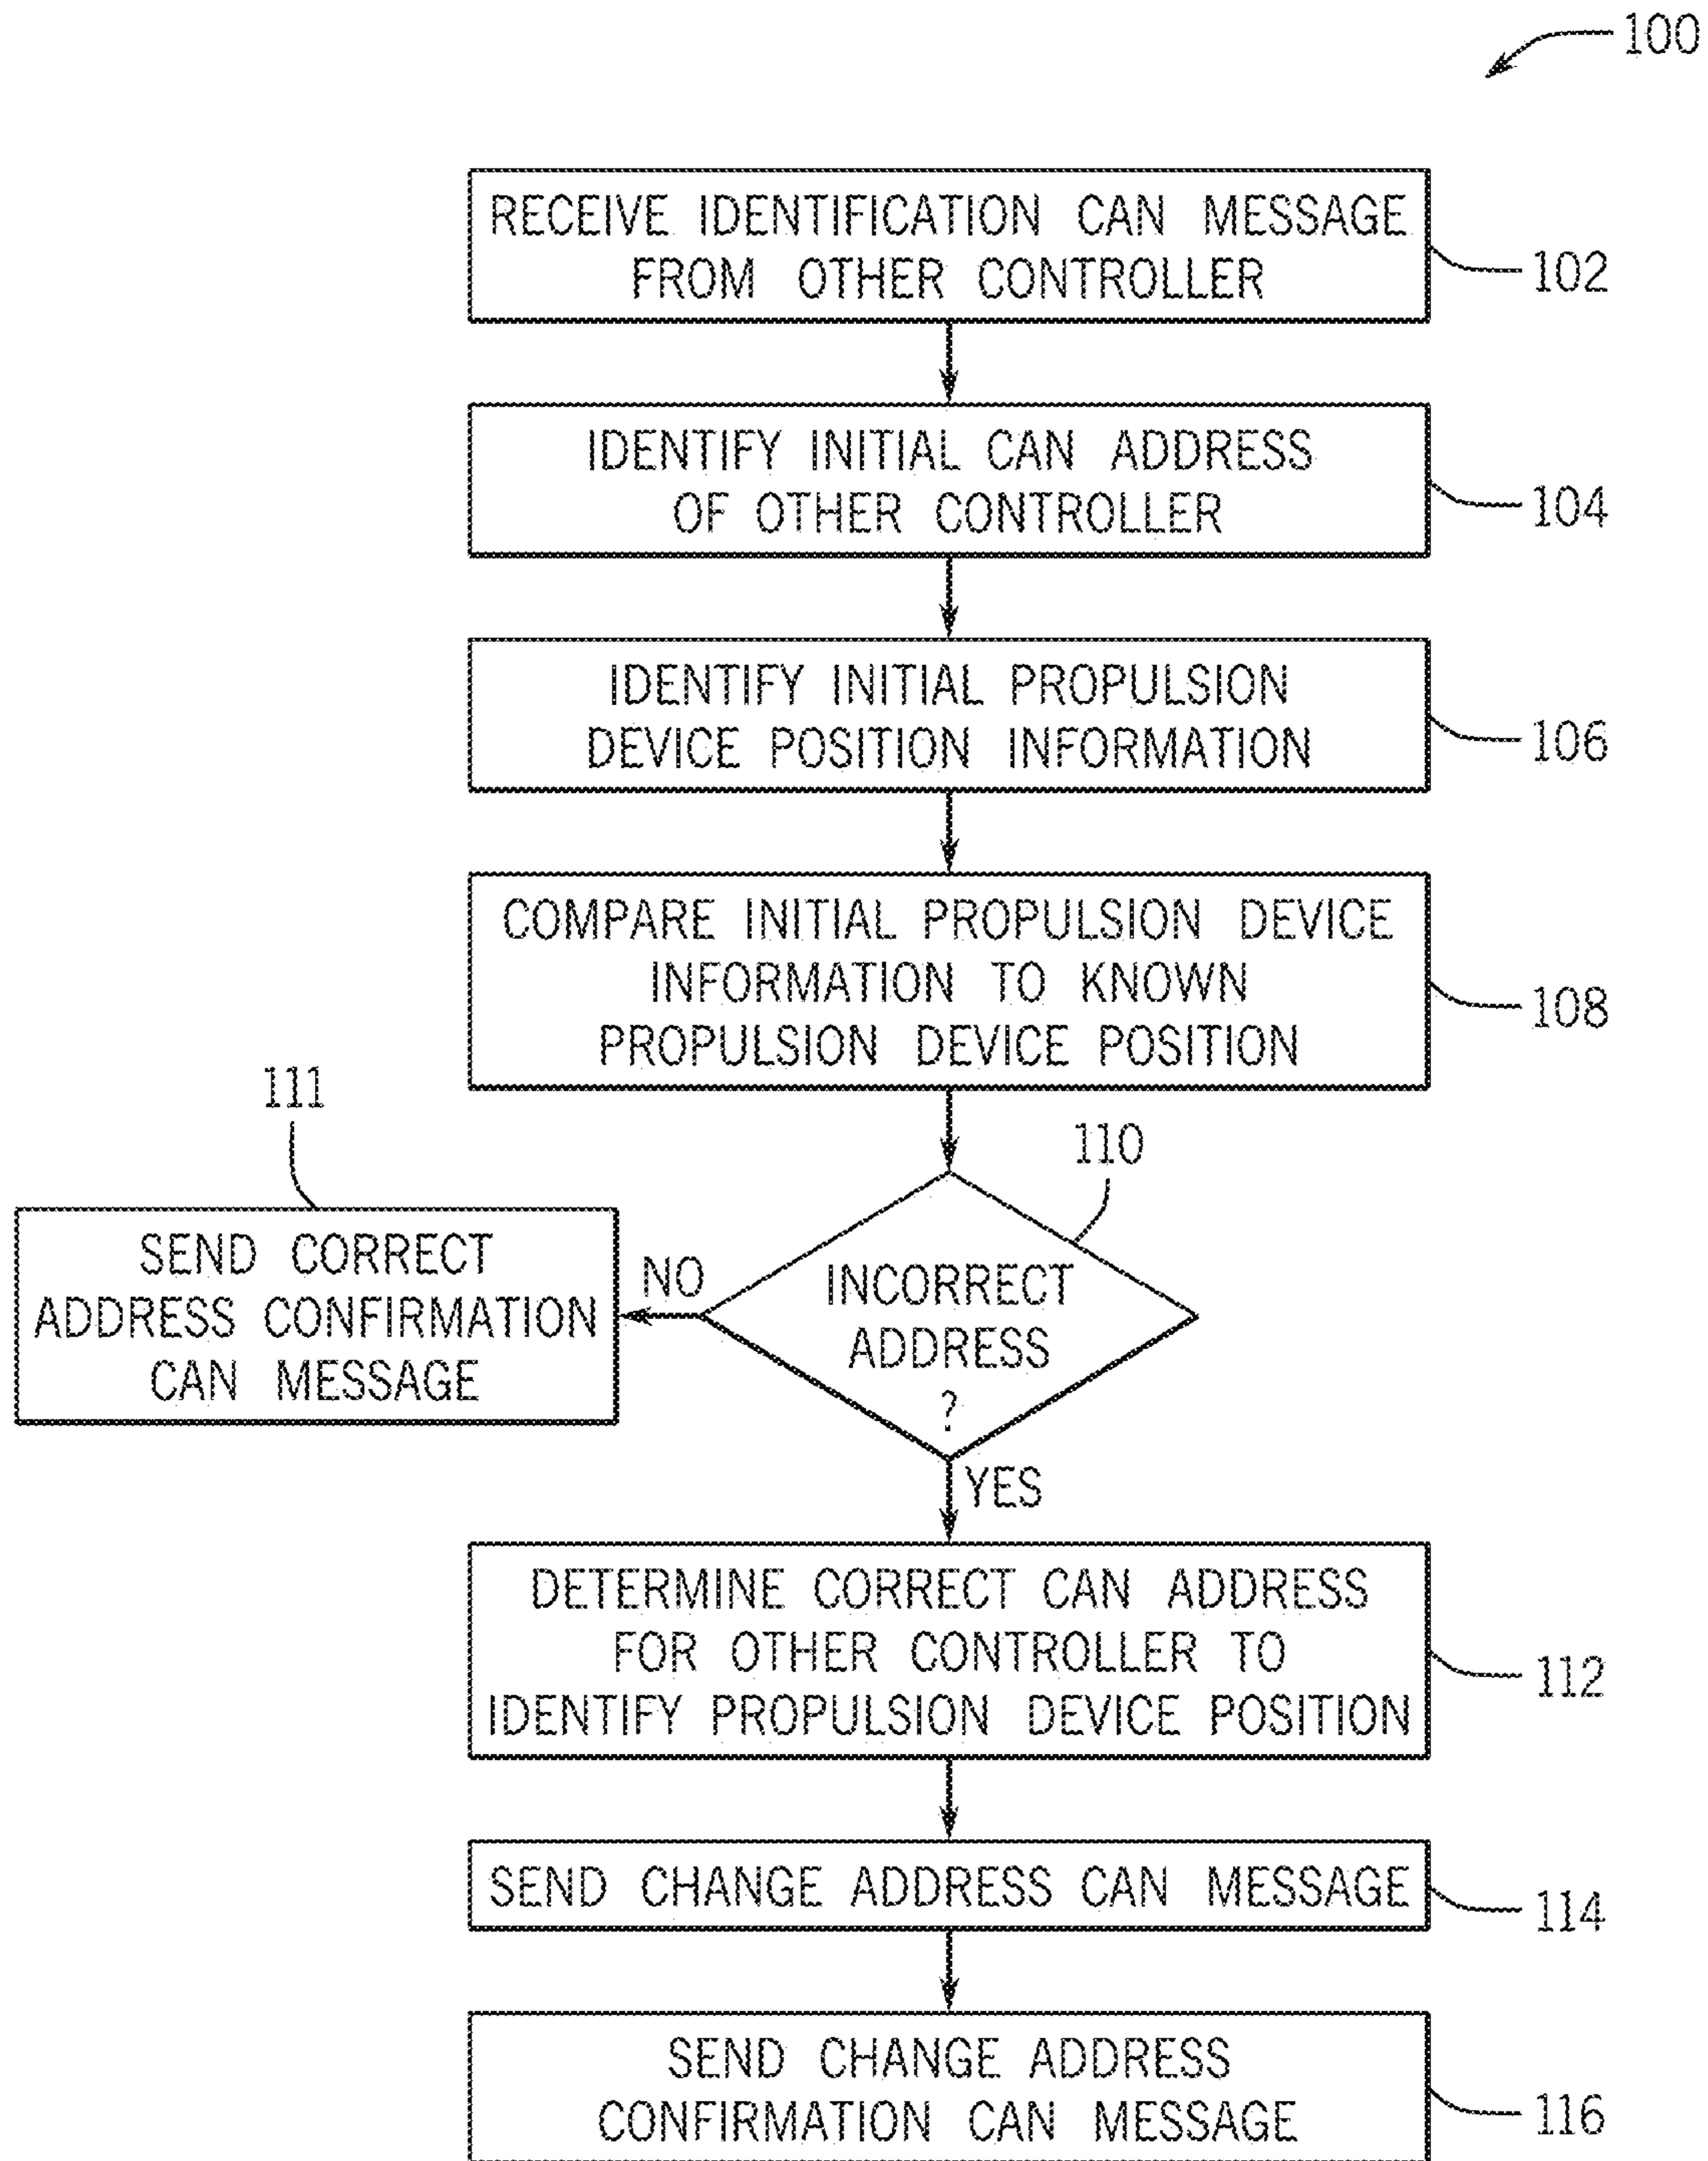 100
RECEIVE IDENTIFICATION CAN MESSAGE
FROM OTHER CONTROLLER
102
IDENTIFY INITIAL CAN ADDRESS
OF OTHER CONTROLLER
104
IDENTIFY INITIAL PROPULSION
DEVICE POSITION INFORMATION
106
COMPARE INITIAL PROPULSION DEVICE
INFORMATION TO KNOWN
PROPULSION DEVICE POSITION
108
111
110
SEND CORRECT
ADDRESS CONFIRMATION
CAN MESSAGE
NO
INCORRECT
ADDRESS
?
YES
DETERMINE CORRECT CAN ADDRESS
FOR OTHER CONTROLLER TO
IDENTIFY PROPULSION DEVICE POSITION
112
SEND CHANGE ADDRESS CAN MESSAGE
114
SEND CHANGE ADDRESS
CONFIRMATION CAN MESSAGE
116